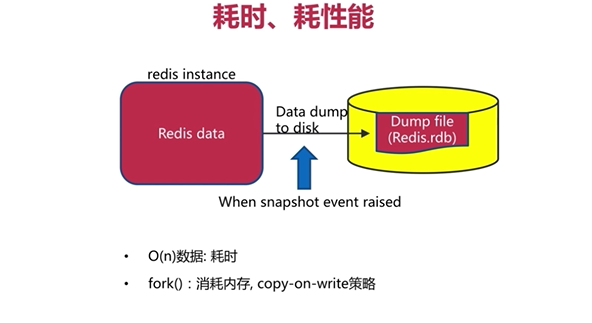 耗时、耗性能
redis instance
Redis data
Data dump
to disk
Dump file
(Redis.rdb)
When snapshot event raised
• O(n)数据: 耗时
• fork() : 消耗内存, copy-on-write策略